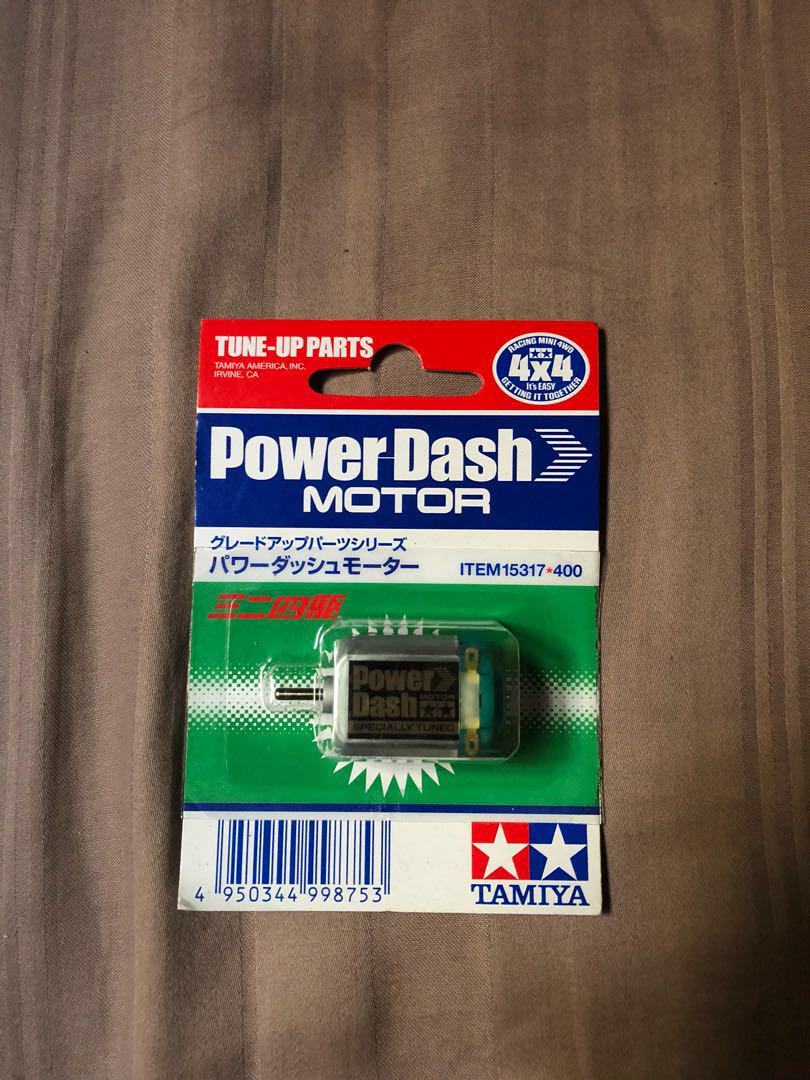 TUNE-UP PARTS
TAMIYA AMERICA, INC.
IRVINE, CA
RACING MINI 4WD
4x4
It's EASY
GETTING IT TOGETHER
Power-Dash
MOTOR
グレードアップパーツシリーズ
パワーダッシュモーター
ITEM 15317*400
ミニ四駆
Power
Dash
MOTOR
SPECIALLY TUNED
4 950344 998753
TAMIYA